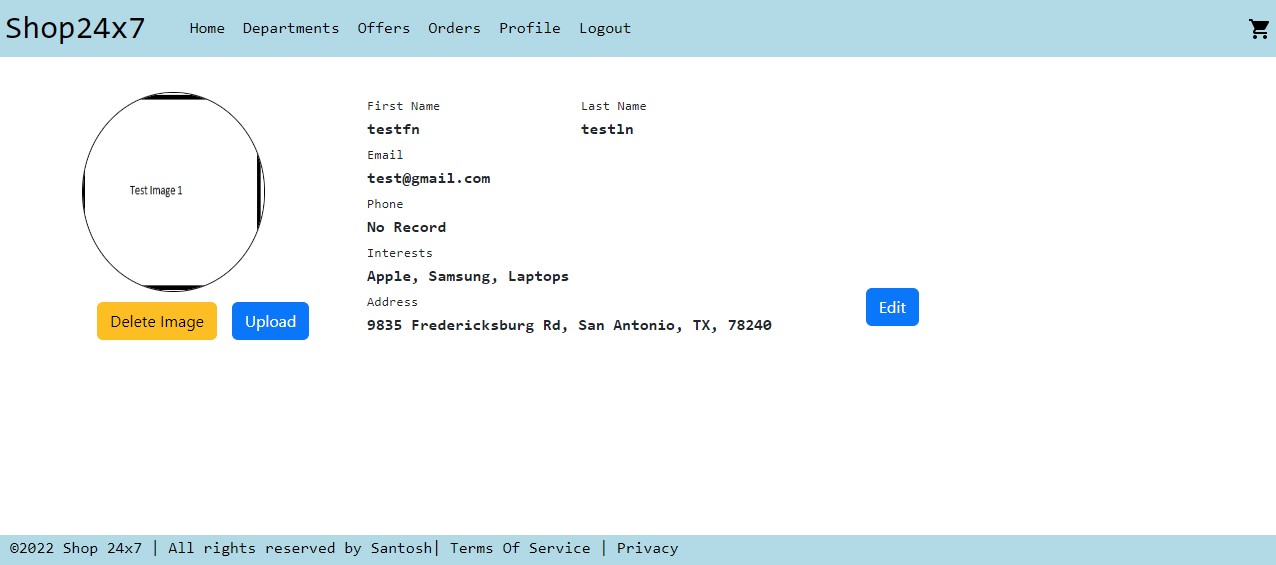 Shop24x7 Home Departments Offers Orders Profile Logout
Test Image 1
Delete Image Upload
First Name Last Name
testfn testln
Email
test@gmail.com
Phone
No Record
Interests
Apple, Samsung, Laptops
Address
9835 Fredericksburg Rd, San Antonio, TX, 78240
Edit
©2022 Shop 24x7 | All rights reserved by Santosh| Terms Of Service | Privacy